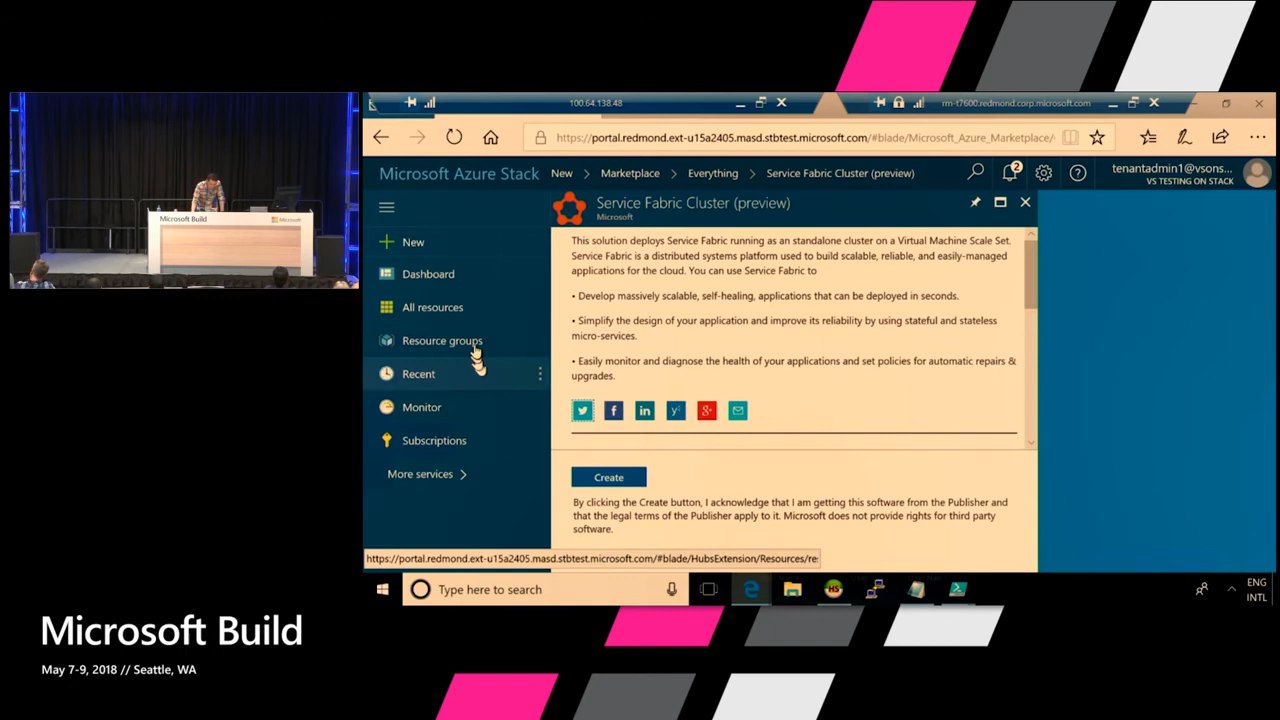 Microsoft Build
Microsoft
100.64.138.48
rm-t7600.redmond.corp.microsoft.com
https://portal.redmond.ext-u15a2405.masd.stbtest.microsoft.com/#blade/Microsoft_Azure_Marketplace/
Microsoft Azure Stack
New > Marketplace > Everything > Service Fabric Cluster (preview)
2
tenantadmin1@vsons...
VS TESTING ON STACK
New
Dashboard
All resources
Resource groups
Recent
Monitor
Subscriptions
More services >
Service Fabric Cluster (preview)
Microsoft
This solution deploys Service Fabric running as an standalone cluster on a Virtual Machine Scale Set.
Service Fabric is a distributed systems platform used to build scalable, reliable, and easily-managed
applications for the cloud. You can use Service Fabric to
• Develop massively scalable, self-healing, applications that can be deployed in seconds.
• Simplify the design of your application and improve its reliability by using stateful and stateless
micro-services.
• Easily monitor and diagnose the health of your applications and set policies for automatic repairs &
upgrades.
Create
By clicking the Create button, I acknowledge that I am getting this software from the Publisher and
that the legal terms of the Publisher apply to it. Microsoft does not provide rights for third party
software.
https://portal.redmond.ext-u15a2405.masd.stbtest.microsoft.com/#blade/HubsExtension/Resources/re
Type here to search
HS
ENG
INTL
Microsoft Build
May 7-9, 2018 // Seattle, WA